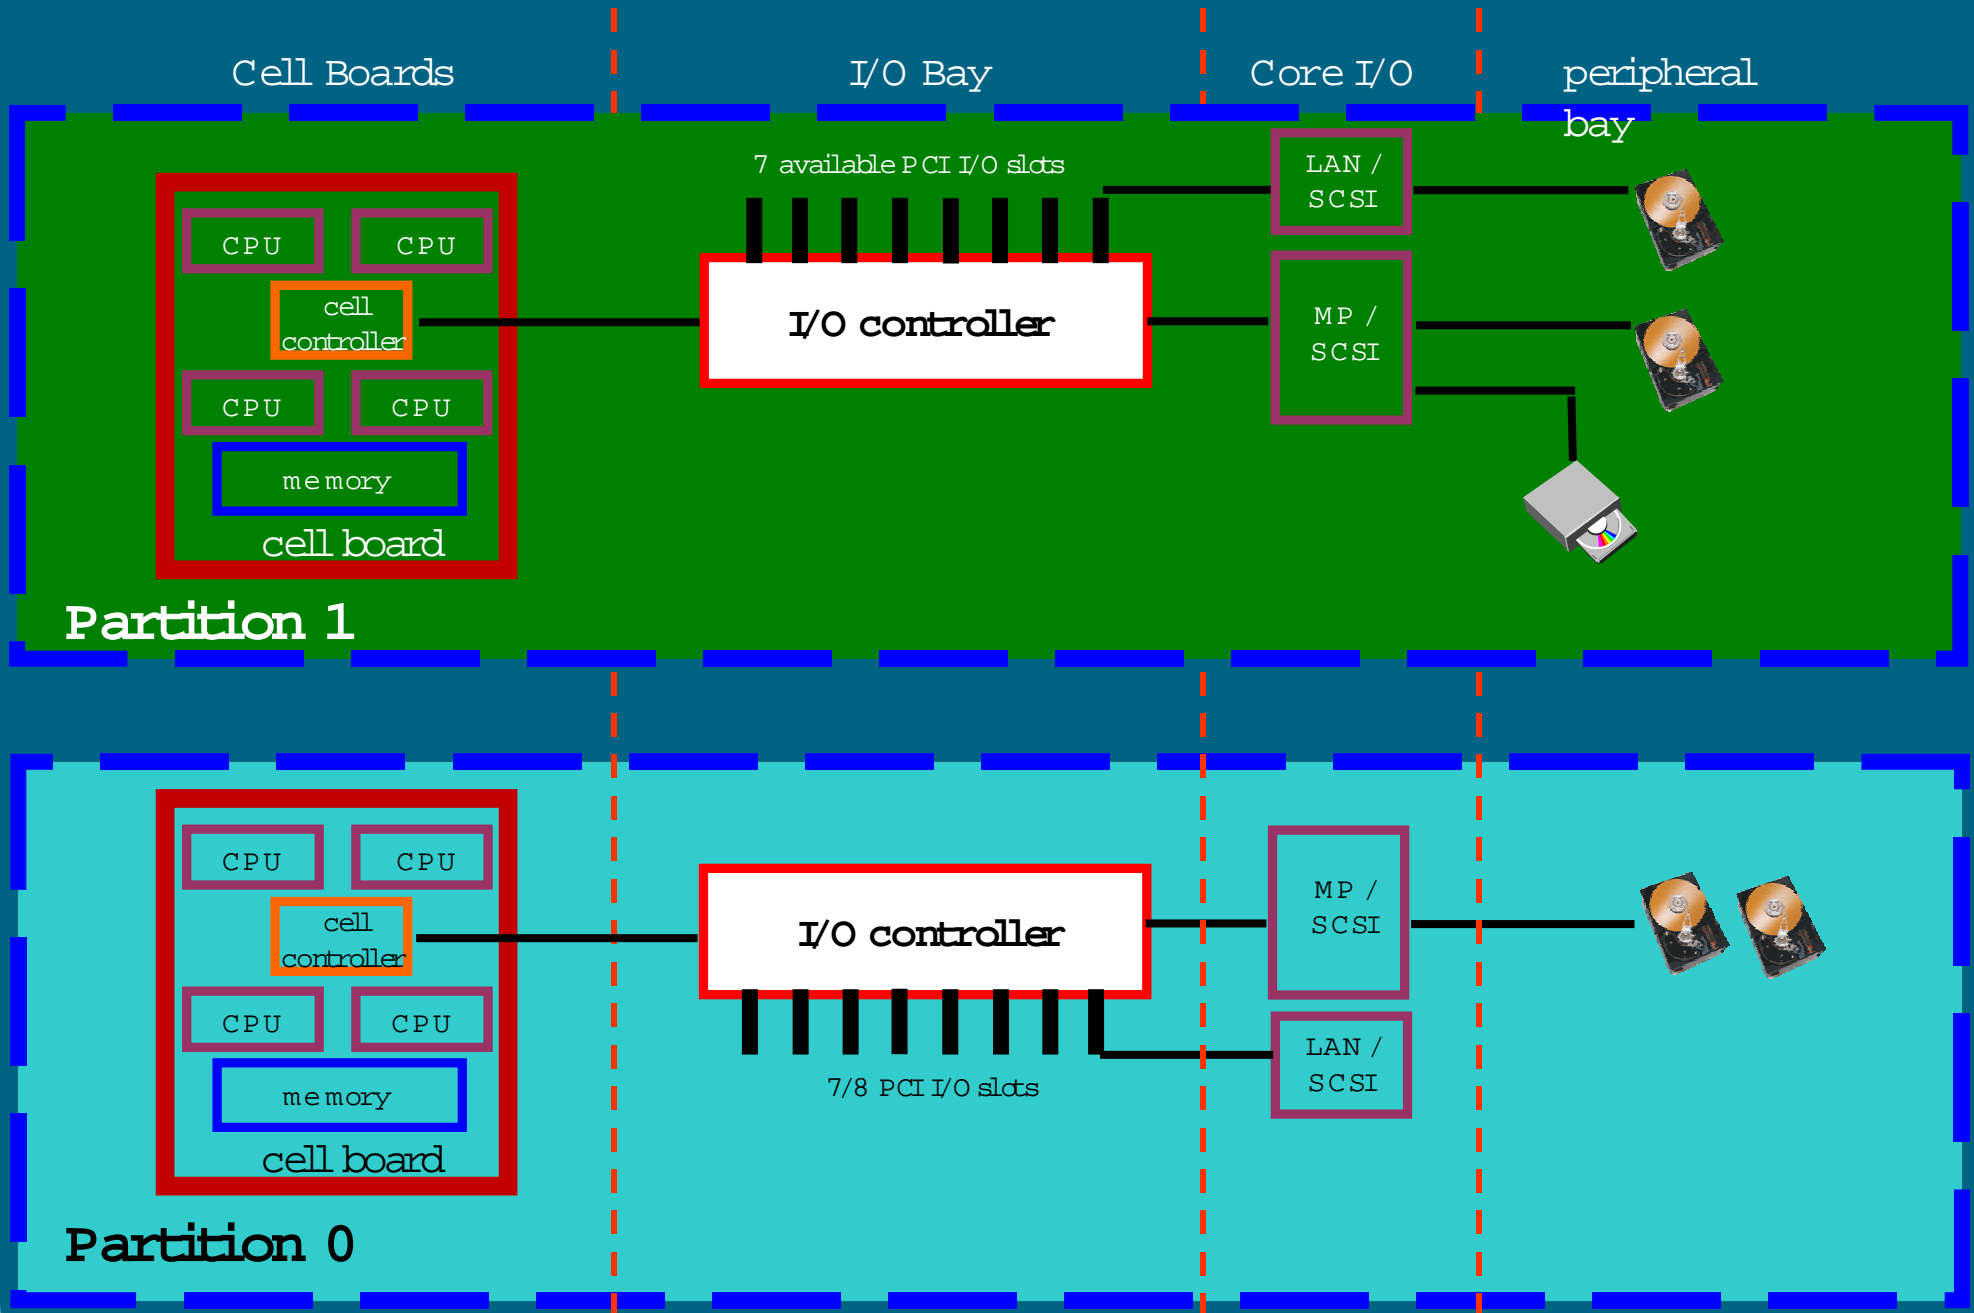 Cell Boards
I/O Bay
Core I/O
peripheral
bay
7 available PCI I/O slots
LAN /
SCSI
CPU
CPU
cell
controller
I/O controller
MP /
SCSI
CPU
CPU
memory
cell board
Partition 1
CPU
CPU
cell
controller
I/O controller
MP /
SCSI
CPU
CPU
LAN /
SCSI
7/8 PCI I/O slots
memory
cell board
Partition 0